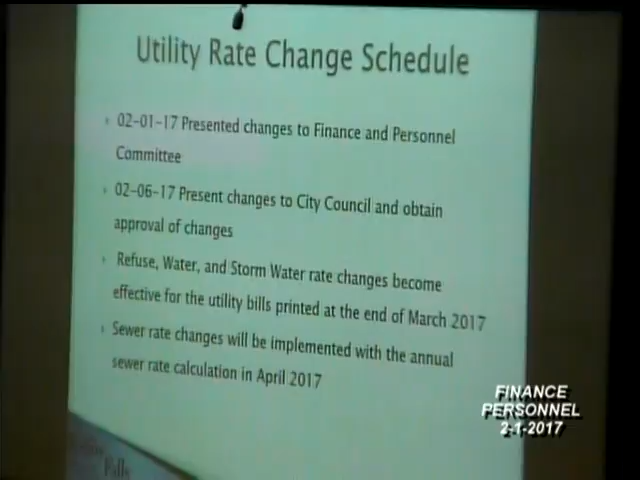 Utility Rate Change Schedule
02-01-17 Presented changes to Finance and Personnel
Committee
02-06-17 Present changes to City Council and obtain
approval of changes
Refuse, Water, and Storm Water rate changes become
effective for the utility bills printed at the end of March 2017
Sewer rate changes will be implemented with the annual
sewer rate calculation in April 2017
FINANCE
PERSONNEL
2-1-2017
Falls